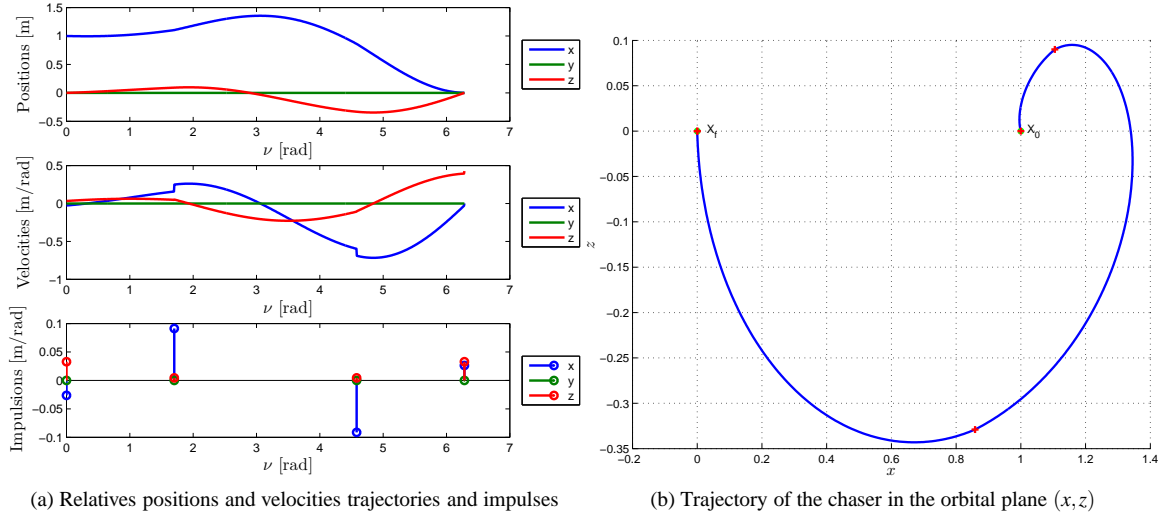 1.5
1
0.5
0
−0.5
Positions [m]
0 1 2 3 4 5 6 7
ν [rad]
x
y
z
0.5
0
−0.5
−1
Velocities [m/rad]
0 1 2 3 4 5 6 7
ν [rad]
x
y
z
0.1
0.05
0
−0.05
−0.1
Impulsions [m/rad]
0 1 2 3 4 5 6 7
ν [rad]
x
y
z
(a) Relatives positions and velocities trajectories and impulses
0.1
0.05
0
−0.05
−0.1
−0.15
−0.2
−0.25
−0.3
−0.35
z
X_f
X_0
−0.2 0 0.2 0.4 0.6 0.8 1 1.2 1.4
x
(b) Trajectory of the chaser in the orbital plane (x,z)